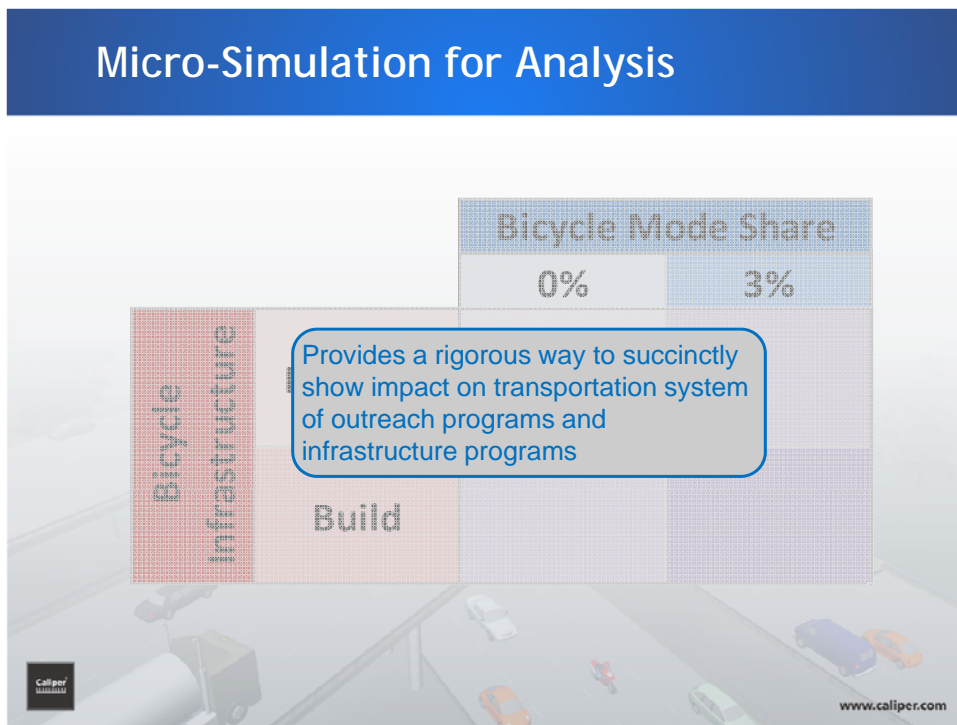 Micro-Simulation for Analysis
Bicycle Mode Share
0%
3%
Bicycle
Infrastructure
Provides a rigorous way to succinctly
show impact on transportation system
of outreach programs and
infrastructure programs
Build
Caliper
www.caliper.com